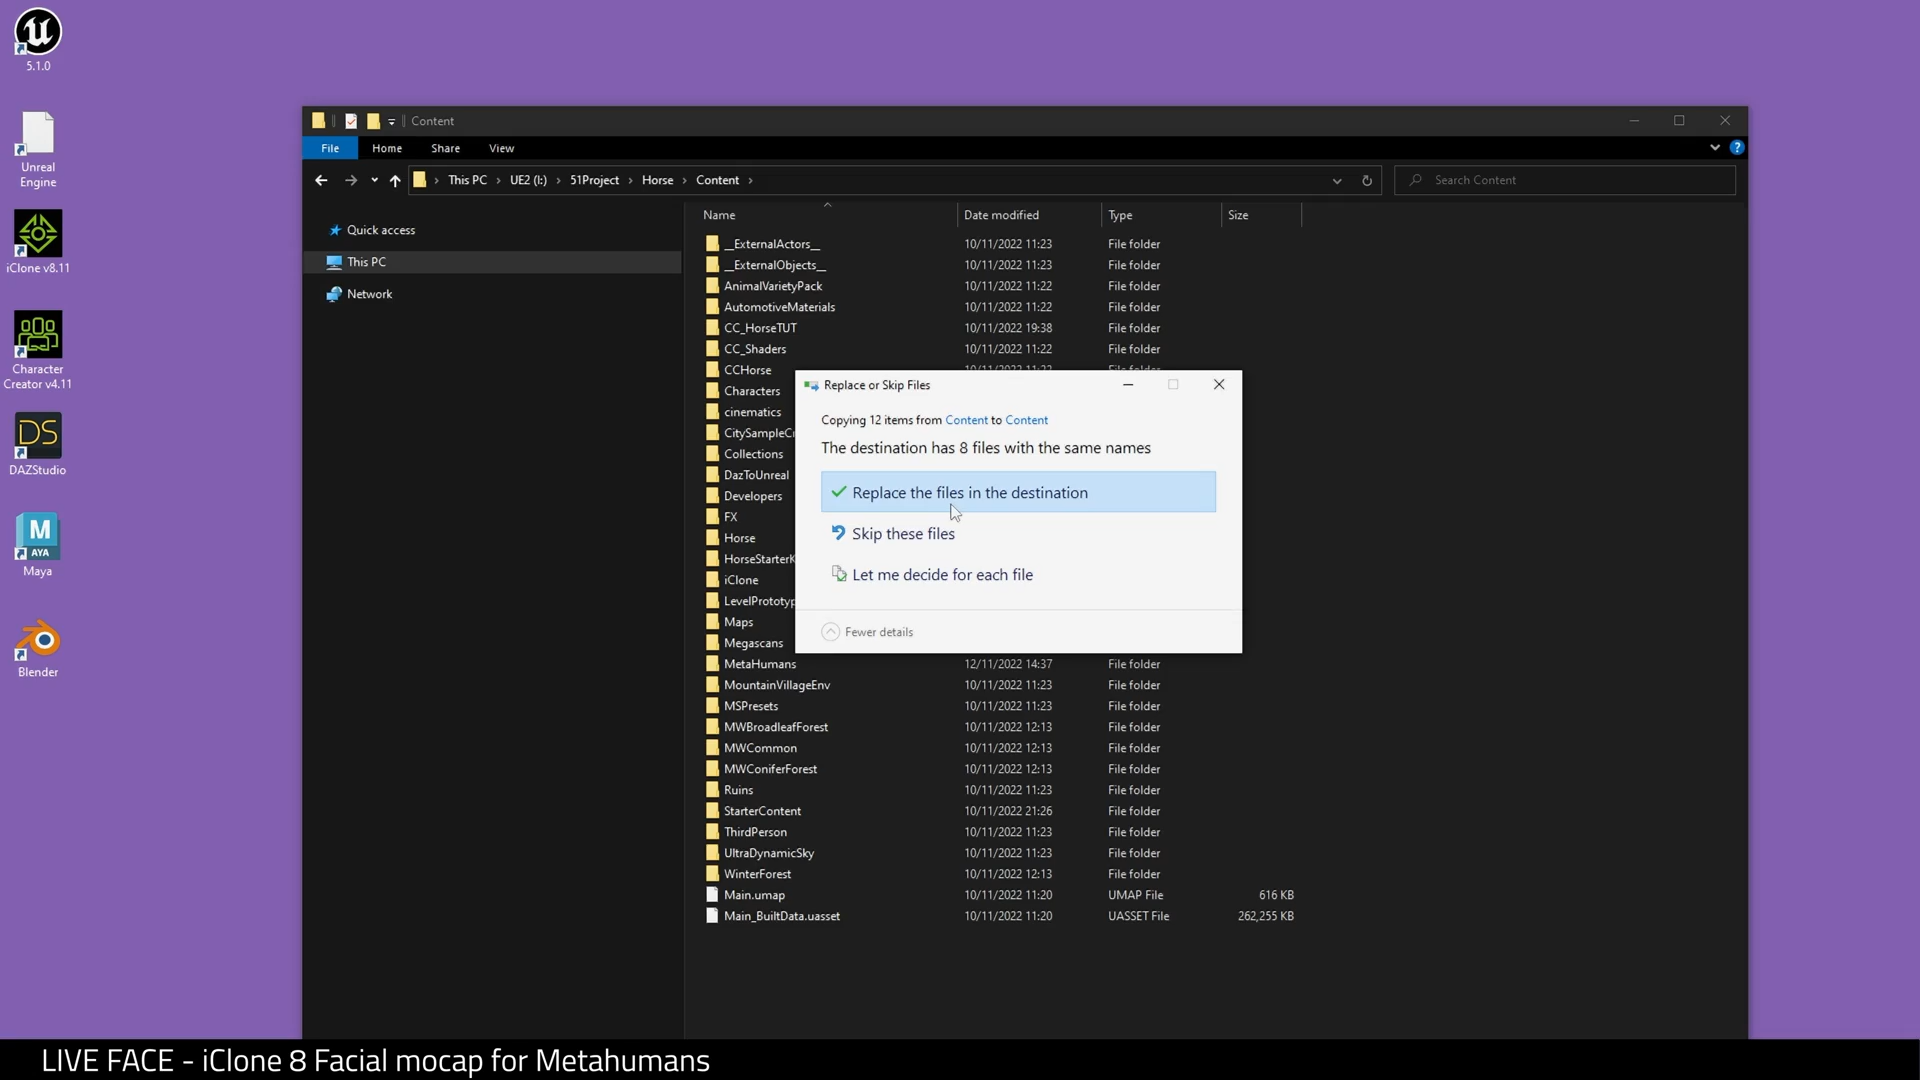 5.1.0
Unreal
Engine
iClone v8.11
Character
Creator v4.11
DS
DAZStudio
M
AYA
Maya
Blender
Content
File Home Share View
This PC › UE2 (I:) › 51Project › Horse › Content ›
Search Content
Quick access
This PC
Network
Name Date modified Type Size
__ExternalActors__ 10/11/2022 11:23 File folder
__ExternalObjects__ 10/11/2022 11:23 File folder
AnimalVarietyPack 10/11/2022 11:22 File folder
AutomotiveMaterials 10/11/2022 11:22 File folder
CC_HorseTUT 10/11/2022 19:38 File folder
CC_Shaders 10/11/2022 11:22 File folder
CCHorse 10/11/2022 11:22 File folder
Characters
cinematics
CitySampleCr
Collections
DazToUnreal
Developers
FX
Horse
HorseStarterK
iClone
LevelPrototyp
Maps
Megascans
MetaHumans 12/11/2022 14:37 File folder
MountainVillageEnv 10/11/2022 11:23 File folder
MSPresets 10/11/2022 11:23 File folder
MWBroadleafForest 10/11/2022 12:13 File folder
MWCommon 10/11/2022 12:13 File folder
MWConiferForest 10/11/2022 12:13 File folder
Ruins 10/11/2022 11:23 File folder
StarterContent 10/11/2022 21:26 File folder
ThirdPerson 10/11/2022 11:23 File folder
UltraDynamicSky 10/11/2022 11:23 File folder
WinterForest 10/11/2022 12:13 File folder
Main.umap 10/11/2022 11:20 UMAP File 616 KB
Main_BuiltData.uasset 10/11/2022 11:20 UASSET File 262,255 KB
Replace or Skip Files
Copying 12 items from Content to Content
The destination has 8 files with the same names
Replace the files in the destination
Skip these files
Let me decide for each file
Fewer details
LIVE FACE - iClone 8 Facial mocap for Metahumans